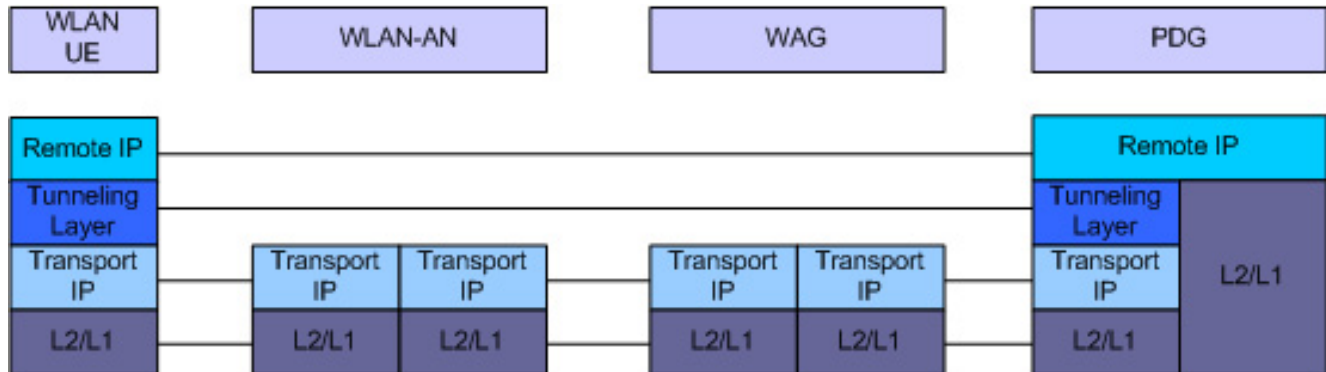 WLAN
UE
WLAN-AN
WAG
PDG
Remote IP
Remote IP
Tunneling
Layer
Tunneling
Layer
L2/L1
Transport
IP
Transport
IP
Transport
IP
Transport
IP
Transport
IP
Transport
IP
L2/L1
L2/L1
L2/L1
L2/L1
L2/L1
L2/L1